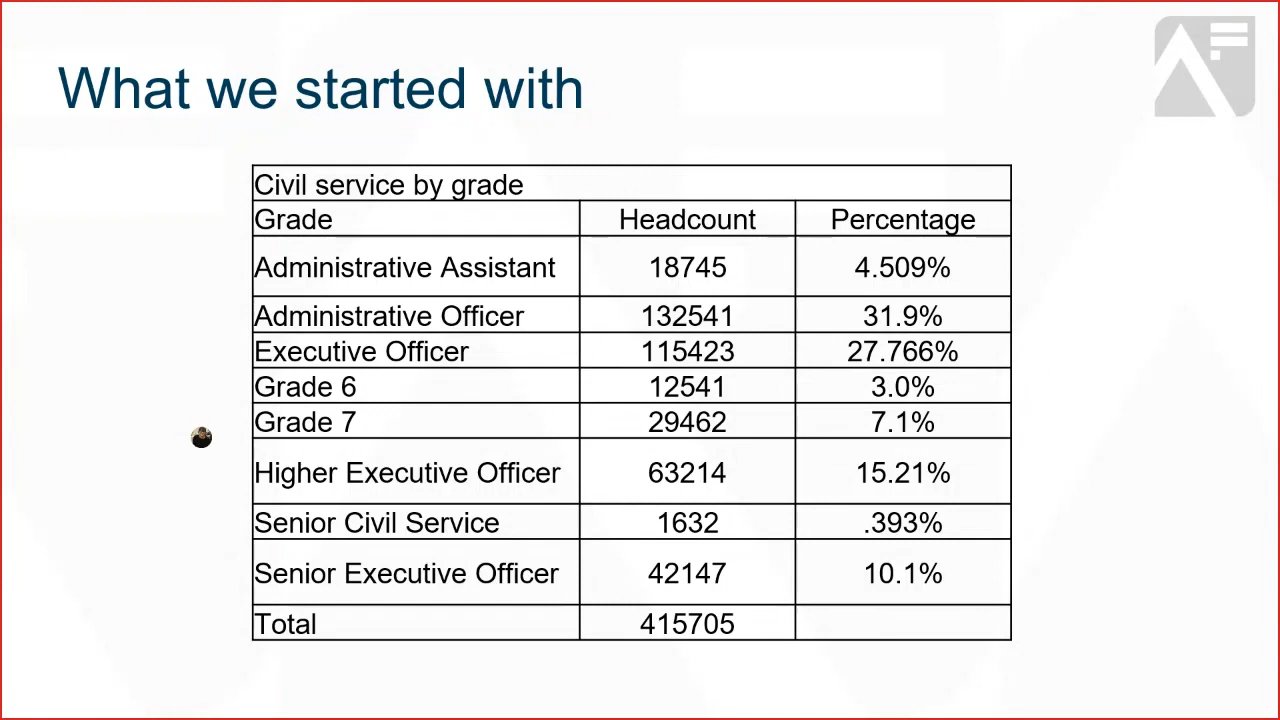 What we started with
Civil service by grade
Grade Headcount Percentage
Administrative Assistant 18745 4.509%
Administrative Officer 132541 31.9%
Executive Officer 115423 27.766%
Grade 6 12541 3.0%
Grade 7 29462 7.1%
Higher Executive Officer 63214 15.21%
Senior Civil Service 1632 .393%
Senior Executive Officer 42147 10.1%
Total 415705